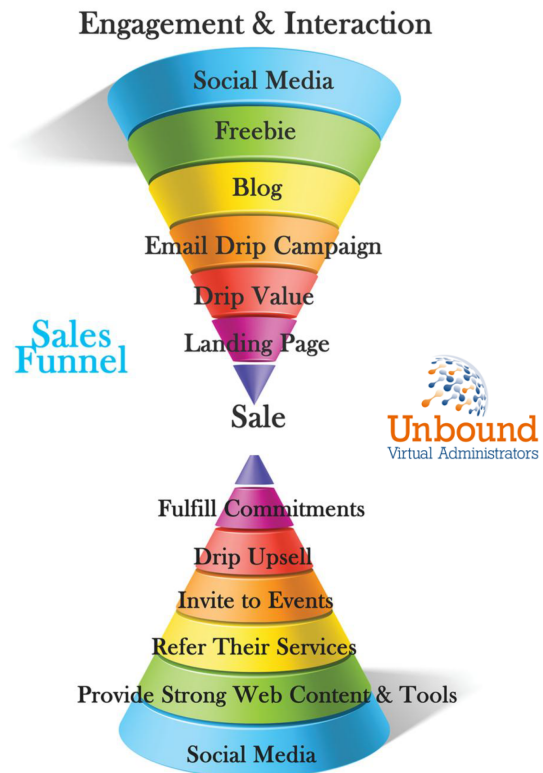 Engagement & Interaction
Social Media
Freebie
Blog
Email Drip Campaign
Drip Value
Landing Page
Sales
Funnel
Sale
Unbound
Virtual Administrators
Fulfill Commitments
Drip Upsell
Invite to Events
Refer Their Services
Provide Strong Web Content & Tools
Social Media